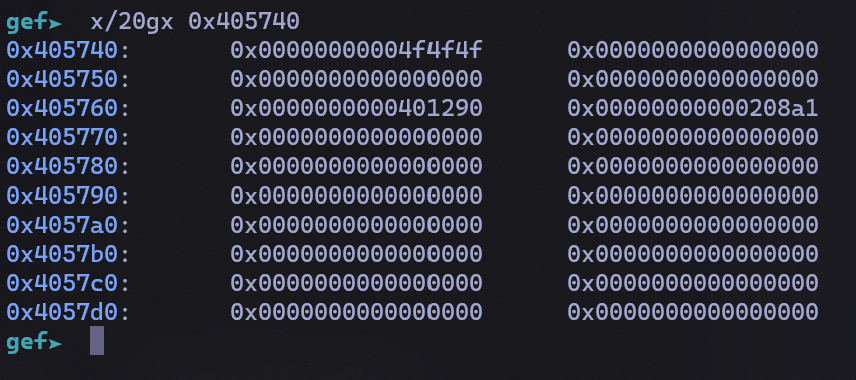 gef➤ x/20gx 0x405740
0x405740: 0x00000000004f4f4f 0x0000000000000000
0x405750: 0x0000000000000000 0x0000000000000000
0x405760: 0x0000000000401290 0x00000000000208a1
0x405770: 0x0000000000000000 0x0000000000000000
0x405780: 0x0000000000000000 0x0000000000000000
0x405790: 0x0000000000000000 0x0000000000000000
0x4057a0: 0x0000000000000000 0x0000000000000000
0x4057b0: 0x0000000000000000 0x0000000000000000
0x4057c0: 0x0000000000000000 0x0000000000000000
0x4057d0: 0x0000000000000000 0x0000000000000000
gef➤